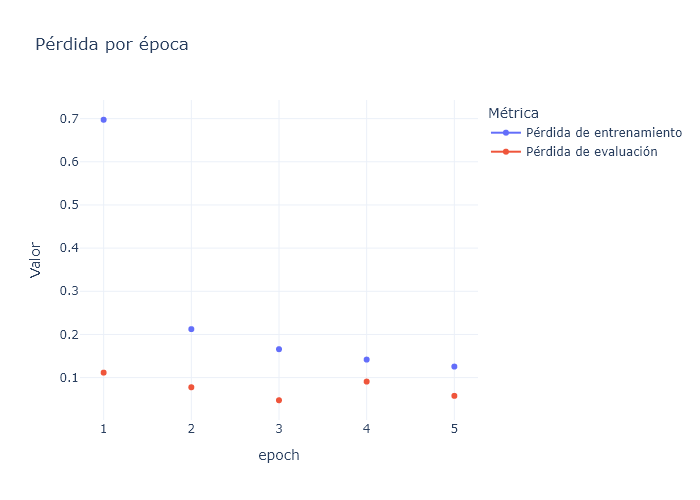 Pérdida por época
Métrica
Pérdida de entrenamiento
Pérdida de evaluación
Valor
0.7
0.6
0.5
0.4
0.3
0.2
0.1
1 2 3 4 5
epoch